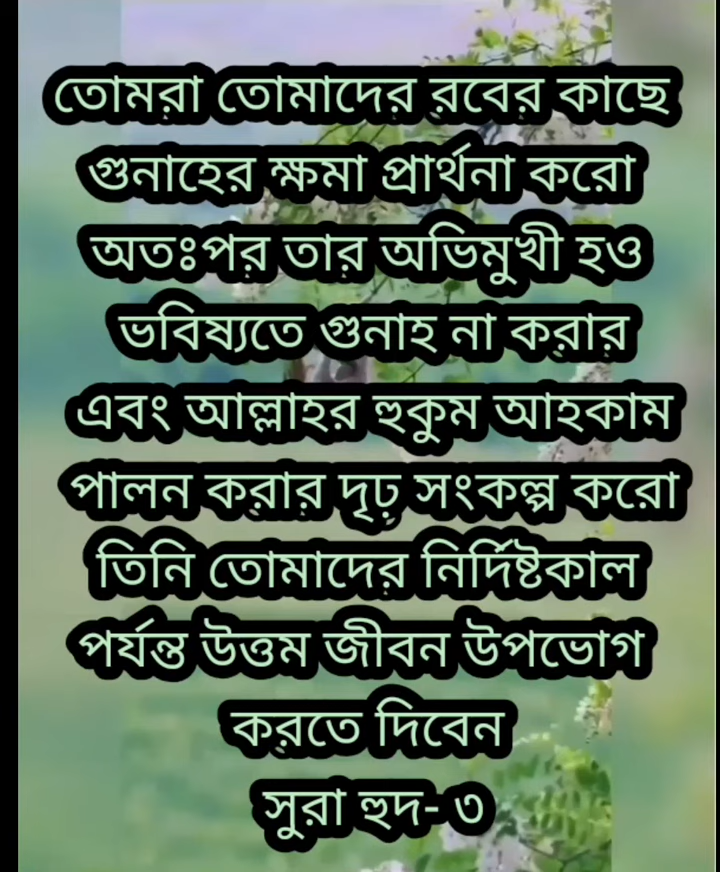 তোমরা তোমাদের রবের কাছে
গুনাহের ক্ষমা প্রার্থনা করো
অতঃপর তার অভিমুখী হও
ভবিষ্যতে গুনাহ না করার
এবং আল্লাহর হুকুম আহকাম
পালন করার দৃঢ় সংকল্প করো
তিনি তোমাদের নির্দিষ্টকাল
পর্যন্ত উত্তম জীবন উপভোগ
করতে দিবেন
সুরা হুদ- ৩